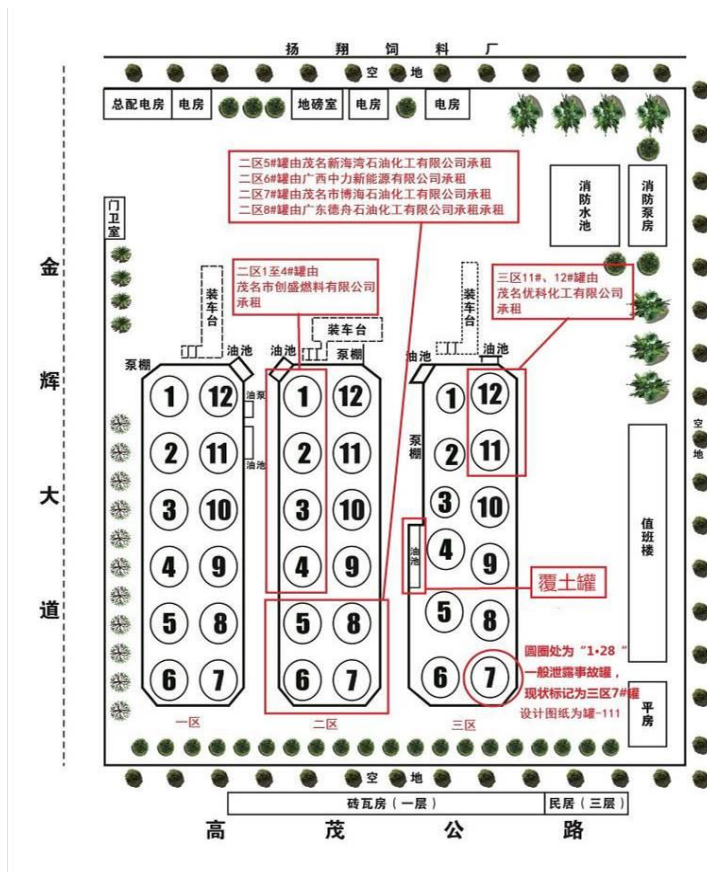 扬翔饲料厂
空 地
总配电房
电房
地磅室
电房
电房
二区5#罐由茂名新海湾石油化工有限公司承租
二区6#罐由广西中力新能源有限公司承租
二区7#罐由茂名市博海石油化工有限公司承租
二区8#罐由广东德舟石油化工有限公司承租承租
消防水池
消防泵房
门卫室
二区1至4#罐由
茂名市创盛燃料有限公司
承租
三区11#、12#罐由
茂名优科化工有限公司
承租
装车台
装车台
装车台
泵棚
油池
油池
泵棚
油池
油池
1 12
2 11
3 10
4 9
5 8
6 7
油泵
油池
一区
1 12
2 11
3 10
4 9
5 8
6 7
二区
泵棚
1 12
2 11
3 10
4 9
5 8
6 7
油池
三区
覆土罐
圆圈处为“1·28”
一般泄露事故罐，
现状标记为三区7#罐
设计图纸为罐-111
值班楼
平房
空 地
金辉大道
空 地
砖瓦房（一层）
民居（三层）
高茂公路